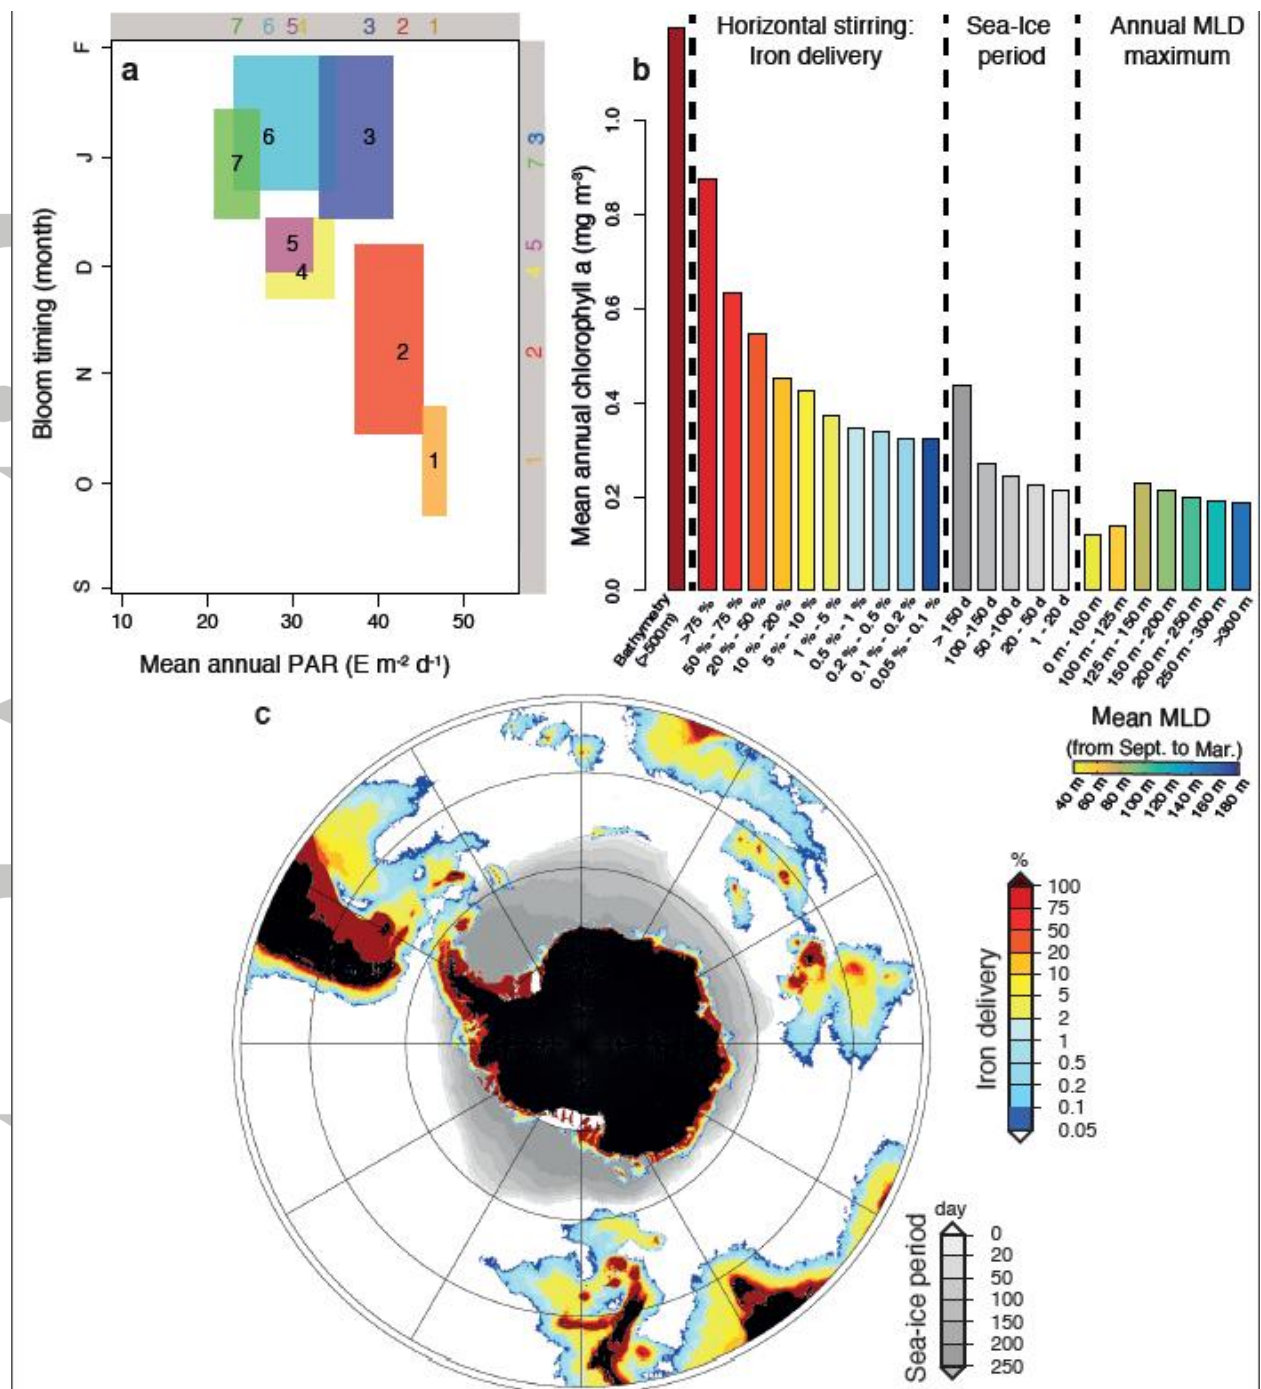 7 6 5 4 3 2 1
a
F
J
D
N
O
S
Bloom timing (month)
6
3
7
5
4
2
1
3
7
5
4
2
1
10 20 30 40 50
Mean annual PAR (E m-2 d-1)
b
Horizontal stirring:
Iron delivery
Sea-Ice
period
Annual MLD
maximum
Mean annual chlorophyll a (mg m-3)
1.0
0.8
0.6
0.4
0.2
0.0
Bathymetry
(>500m)
>75 %
50 % - 75 %
20 % - 50 %
10 % - 20 %
5 % - 10 %
1 % - 5 %
0.5 % - 1 %
0.2 % - 0.5 %
0.1 % - 0.2 %
0.05 % - 0.1 %
> 150 d
100 -150 d
50 -100 d
20 - 50 d
1 - 20 d
0 m - 100 m
100 m - 125 m
125 m - 150 m
150 m - 200 m
200 m - 250 m
250 m - 300 m
>300 m
Mean MLD
(from Sept. to Mar.)
40 m
60 m
80 m
100 m
120 m
140 m
160 m
180 m
c
%
Iron delivery
100
75
50
20
10
5
2
1
0.5
0.2
0.1
0.05
day
Sea-ice period
0
20
50
100
150
200
250